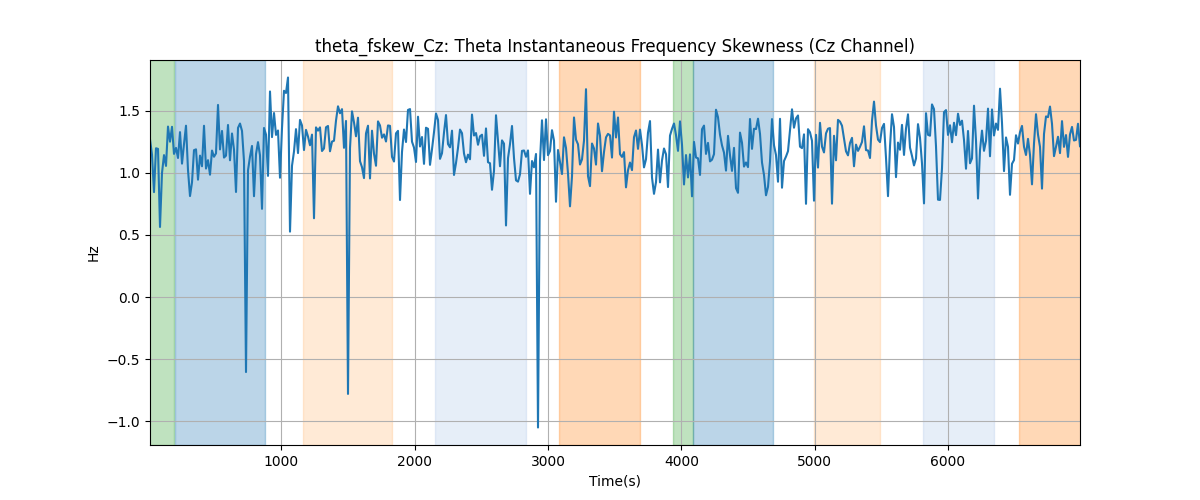 theta_fskew_Cz: Theta Instantaneous Frequency Skewness (Cz Channel)
1.5
1.0
0.5
0.0
−0.5
−1.0
Hz
1000 2000 3000 4000 5000 6000
Time(s)